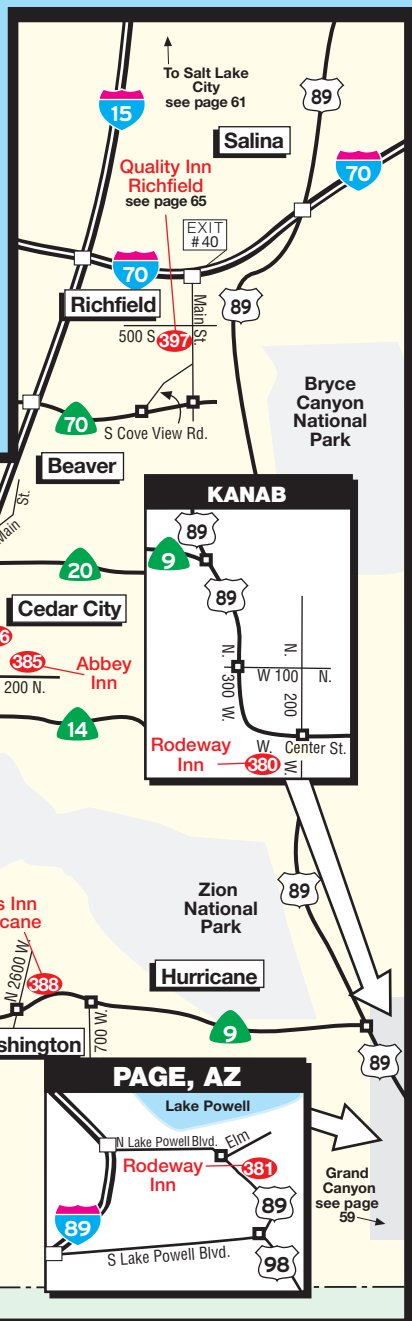 To Salt Lake
City
see page 61
89
15
Salina
70
Quality Inn
Richfield
see page 65
EXIT
#40
70
Richfield
89
Main St.
500 S
397
Bryce
Canyon
National
Park
70
S Cove View Rd.
Beaver
St.
Main
KANAB
89
9
20
89
Cedar City
6
385
Abbey
Inn
200 N.
N.
N.
W 100
N.
300 W.
200
14
Rodeway
Inn
W.
Center St.
380
W.
Zion
National
Park
89
s Inn
cane
N 2600 W.
388
Hurricane
shington
700 W.
9
89
PAGE, AZ
Lake Powell
N Lake Powell Blvd.
Elm
Rodeway
Inn
381
89
89
Grand
Canyon
see page
59
S Lake Powell Blvd.
98